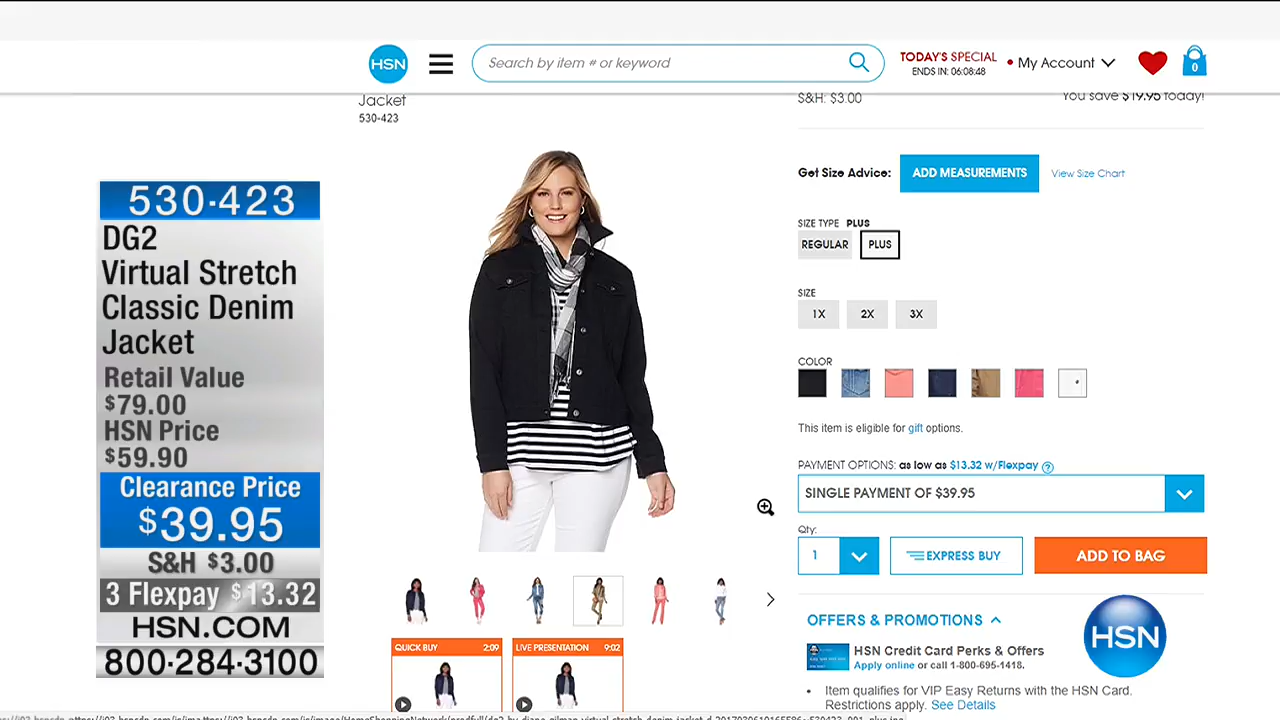 HSN
Search by item # or keyword
TODAY'S SPECIAL
ENDS IN: 06:08:48
My Account
0
Jacket
530-423
S&H: $3.00
You save $19.95 today!
530-423
DG2
Virtual Stretch
Classic Denim
Jacket
Retail Value
$79.00
HSN Price
$59.90
Clearance Price
$39.95
S&H $3.00
3 Flexpay $13.32
HSN.COM
800-284-3100
Get Size Advice:
ADD MEASUREMENTS
View Size Chart
SIZE TYPE PLUS
REGULAR
PLUS
SIZE
1X
2X
3X
COLOR
This item is eligible for gift options.
PAYMENT OPTIONS: as low as $13.32 w/Flexpay ?
SINGLE PAYMENT OF $39.95
Qty:
1
EXPRESS BUY
ADD TO BAG
QUICK BUY 2:09
LIVE PRESENTATION 9:02
OFFERS & PROMOTIONS
HSN
HSN Credit Card Perks & Offers
Apply online or call 1-800-695-1418.
• Item qualifies for VIP Easy Returns with the HSN Card.
Restrictions apply. See Details